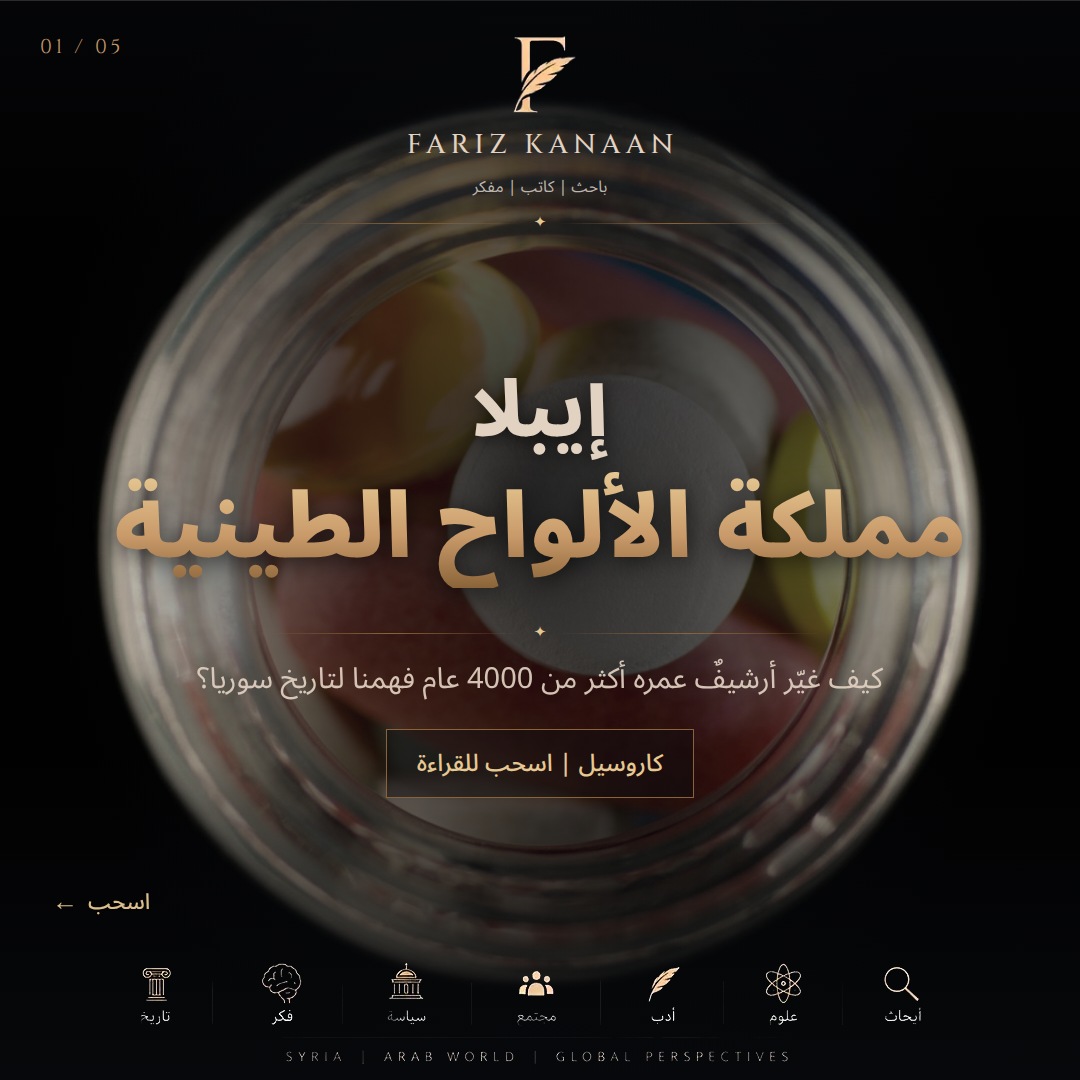 01 / 05
F
FARIZ KANAAN
باحث | كاتب | مفكر
إيبلا
مملكة الألواح الطينية
كيف غيّر أرشيفٌ عمره أكثر من 4000 عام فهمنا لتاريخ سوريا؟
كاروسيل | اسحب للقراءة
اسحب ←
أبحاث
علوم
أدب
مجتمع
سياسة
فكر
تاريخ
SYRIA | ARAB WORLD | GLOBAL PERSPECTIVES